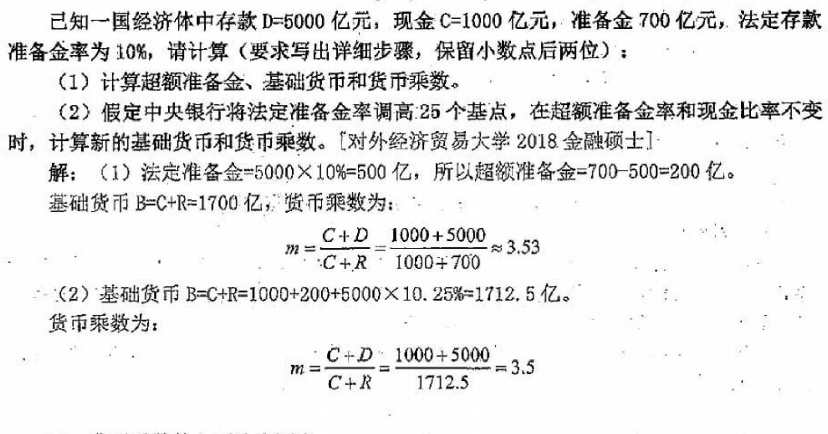 已知一国经济体中存款 D=5000 亿元，现金 C=1000 亿元，准备金 700 亿元，法定存款
准备金率为 10%，请计算（要求写出详细步骤，保留小数点后两位）：
（1）计算超额准备金、基础货币和货币乘数。
（2）假定中央银行将法定准备金率调高 25 个基点，在超额准备金率和现金比率不变
时，计算新的基础货币和货币乘数。[对外经济贸易大学 2018 金融硕士]
解：（1）法定准备金=5000×10%=500 亿，所以超额准备金=700-500=200 亿。
基础货币 B=C+R=1700 亿，货币乘数为：
m = (C+D)/(C+R) = (1000+5000)/(1000+700) ≈ 3.53
（2）基础货币 B=C+R=1000+200+5000×10.25%=1712.5 亿。
货币乘数为：
m = (C+D)/(C+R) = (1000+5000)/1712.5 = 3.5